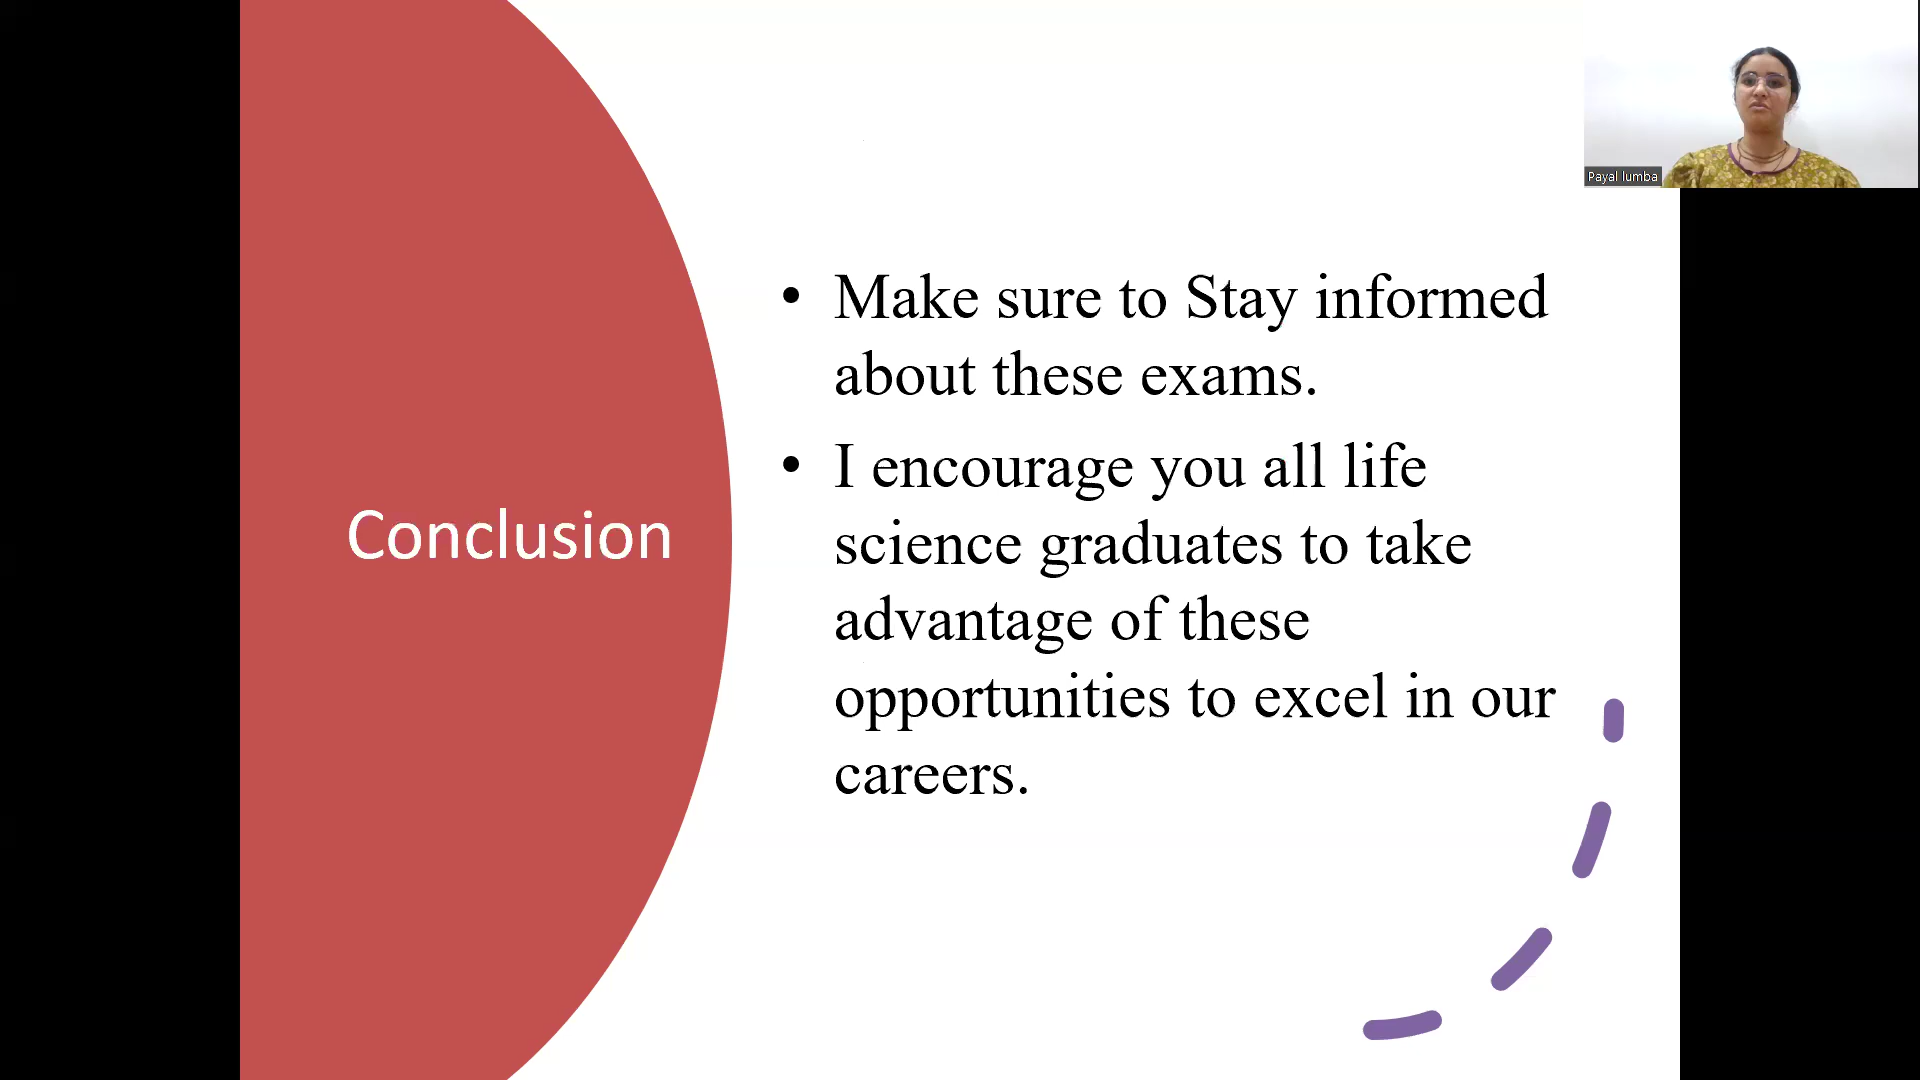 Payal lumba
Conclusion
• Make sure to Stay informed
about these exams.
• I encourage you all life
science graduates to take
advantage of these
opportunities to excel in our
careers.